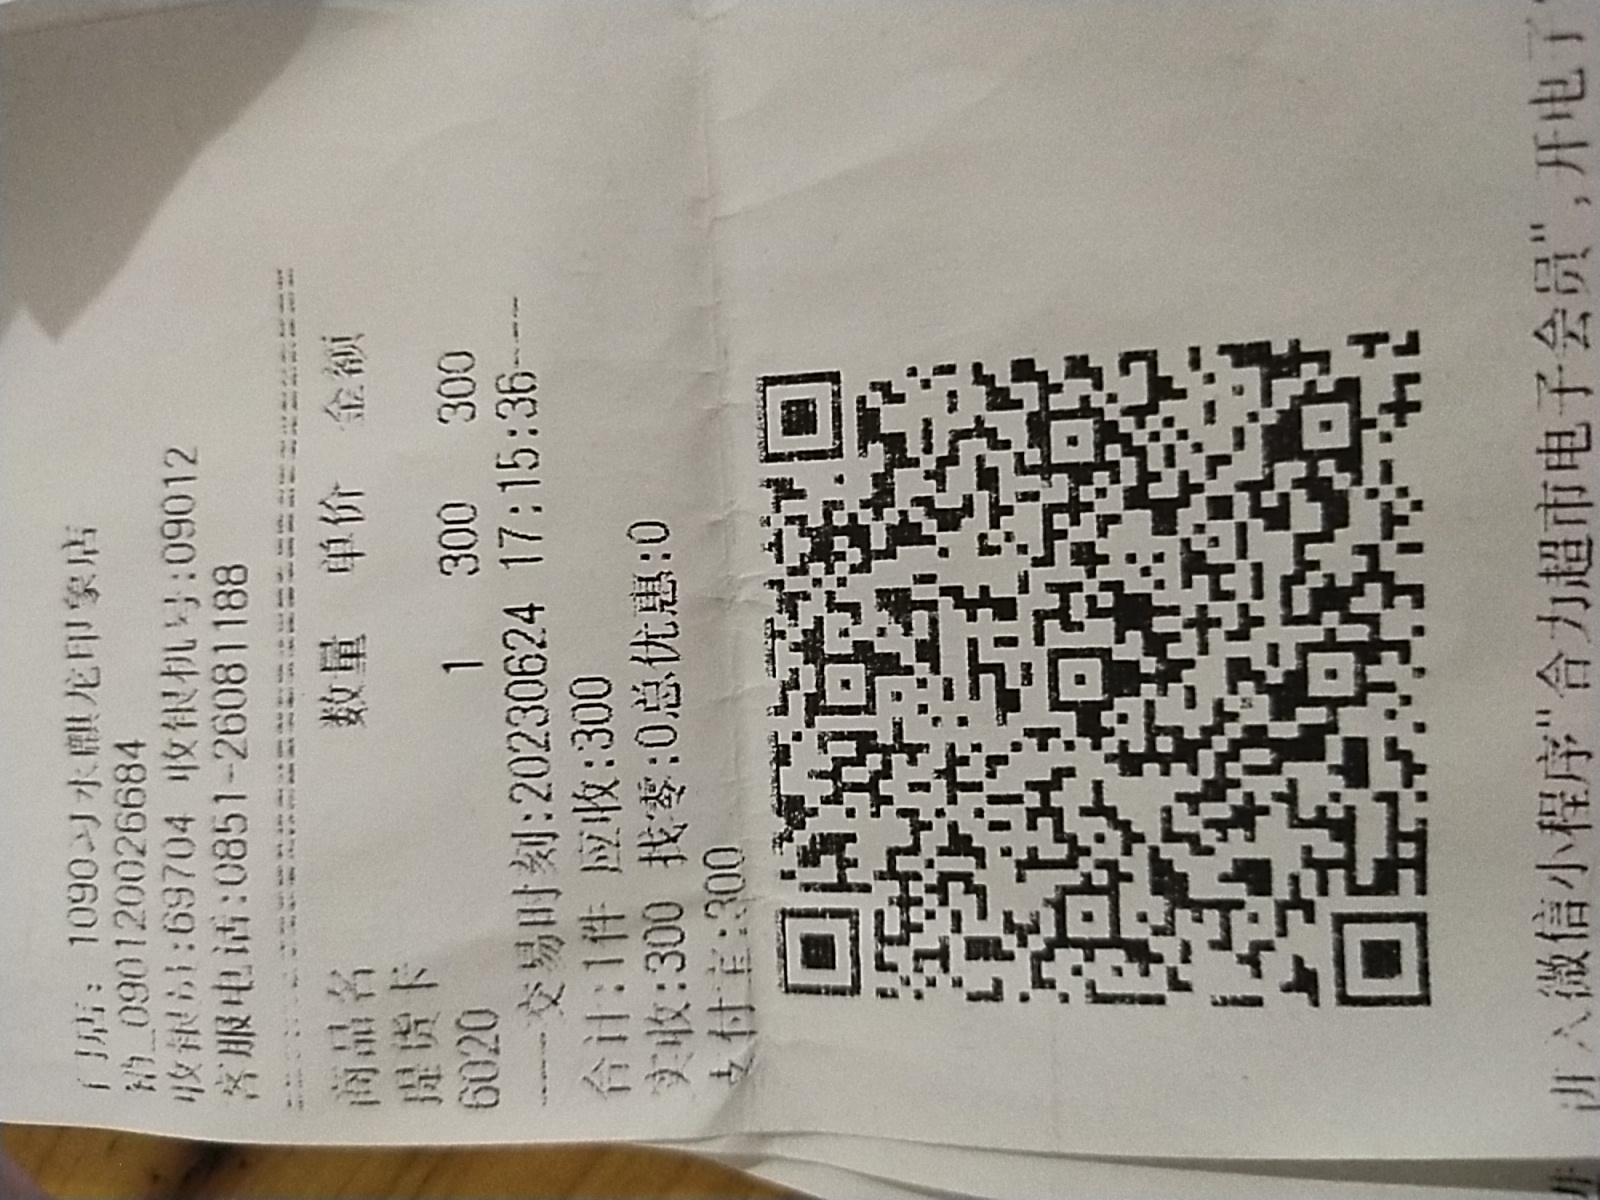 门店: 1090习水麒龙印象店
销_0901200266​84
收银员:69704 收银机号:09012
客服电话:0851-26081188
商品名 数量 单价 金额
提货卡
6020 1 300 300
----交易时刻:20230624 17:15:36----
合计:1件 应收:300
实收:300 找零:0总优惠:0
支付宝:300
进入微信小程序"合力超市电子会员",开电子